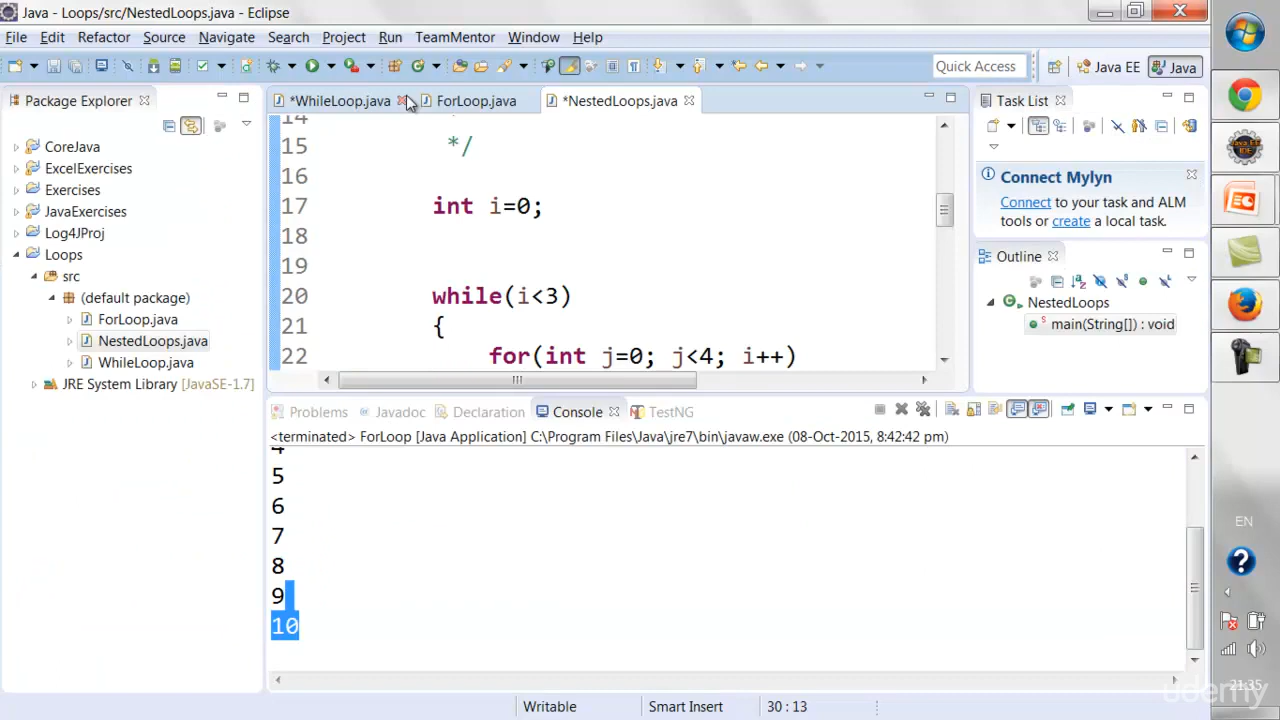 Java - Loops/src/NestedLoops.java - Eclipse
File Edit Refactor Source Navigate Search Project Run TeamMentor Window Help
Quick Access Java EE Java
Package Explorer
*WhileLoop.java ForLoop.java *NestedLoops.java
Task List
CoreJava
ExcelExercises
Exercises
JavaExercises
Log4JProj
Loops
src
(default package)
ForLoop.java
NestedLoops.java
WhileLoop.java
JRE System Library [JavaSE-1.7]
14
15 */
16
17 int i=0;
18
19
20 while(i<3)
21 {
22 for(int j=0; j<4; i++)
Connect Mylyn
Connect to your task and ALM
tools or create a local task.
Outline
NestedLoops
main(String[]) : void
Problems Javadoc Declaration Console TestNG
<terminated> ForLoop [Java Application] C:\Program Files\Java\jre7\bin\javaw.exe (08-Oct-2015, 8:42:42 pm)
4
5
6
7
8
9
10
Writable Smart Insert 30 : 13
EN
21:35
udemy